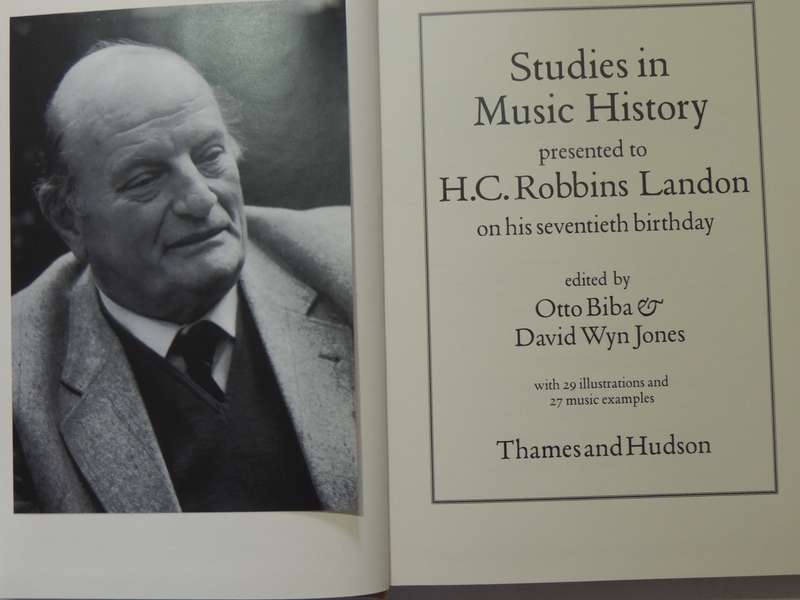 Studies in
Music History
presented to
H.C. Robbins Landon
on his seventieth birthday
edited by
Otto Biba &
David Wyn Jones
with 29 illustrations and
27 music examples
Thames and Hudson